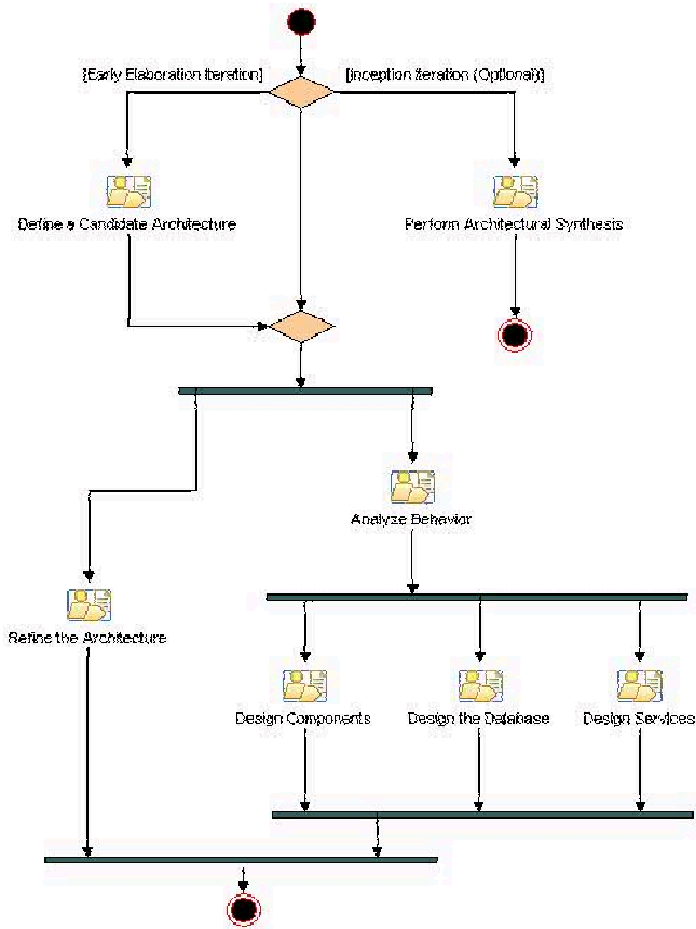 [Early Elaboration Iteration]
[Inception Iteration (Optional)]
Define a Candidate Architecture
Perform Architectural Synthesis
Analyze Behavior
Refine the Architecture
Design Components
Design the Database
Design Services